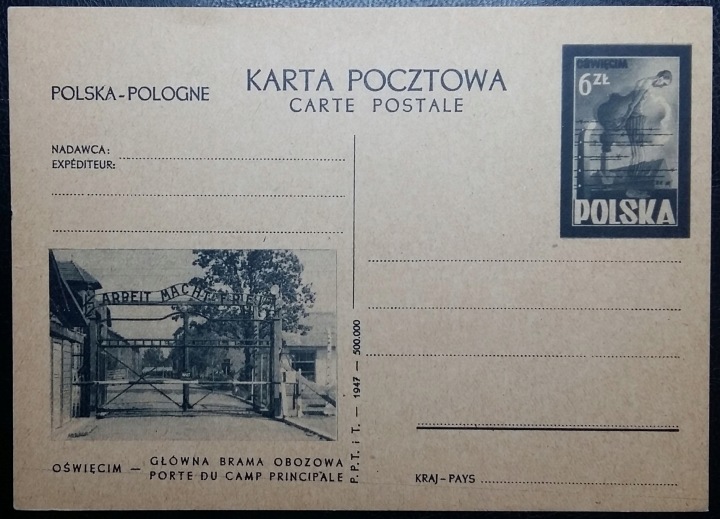 POLSKA-POLOGNE
KARTA POCZTOWA
CARTE POSTALE
OŚWIĘCIM
6 ZŁ
POLSKA
NADAWCA:
EXPÉDITEUR:
ARBEIT MACHT FREI
P. P. T. i T. — 1947 — 500.000
OŚWIĘCIM — GŁÓWNA BRAMA OBOZOWA
PORTE DU CAMP PRINCIPALE
KRAJ-PAYS